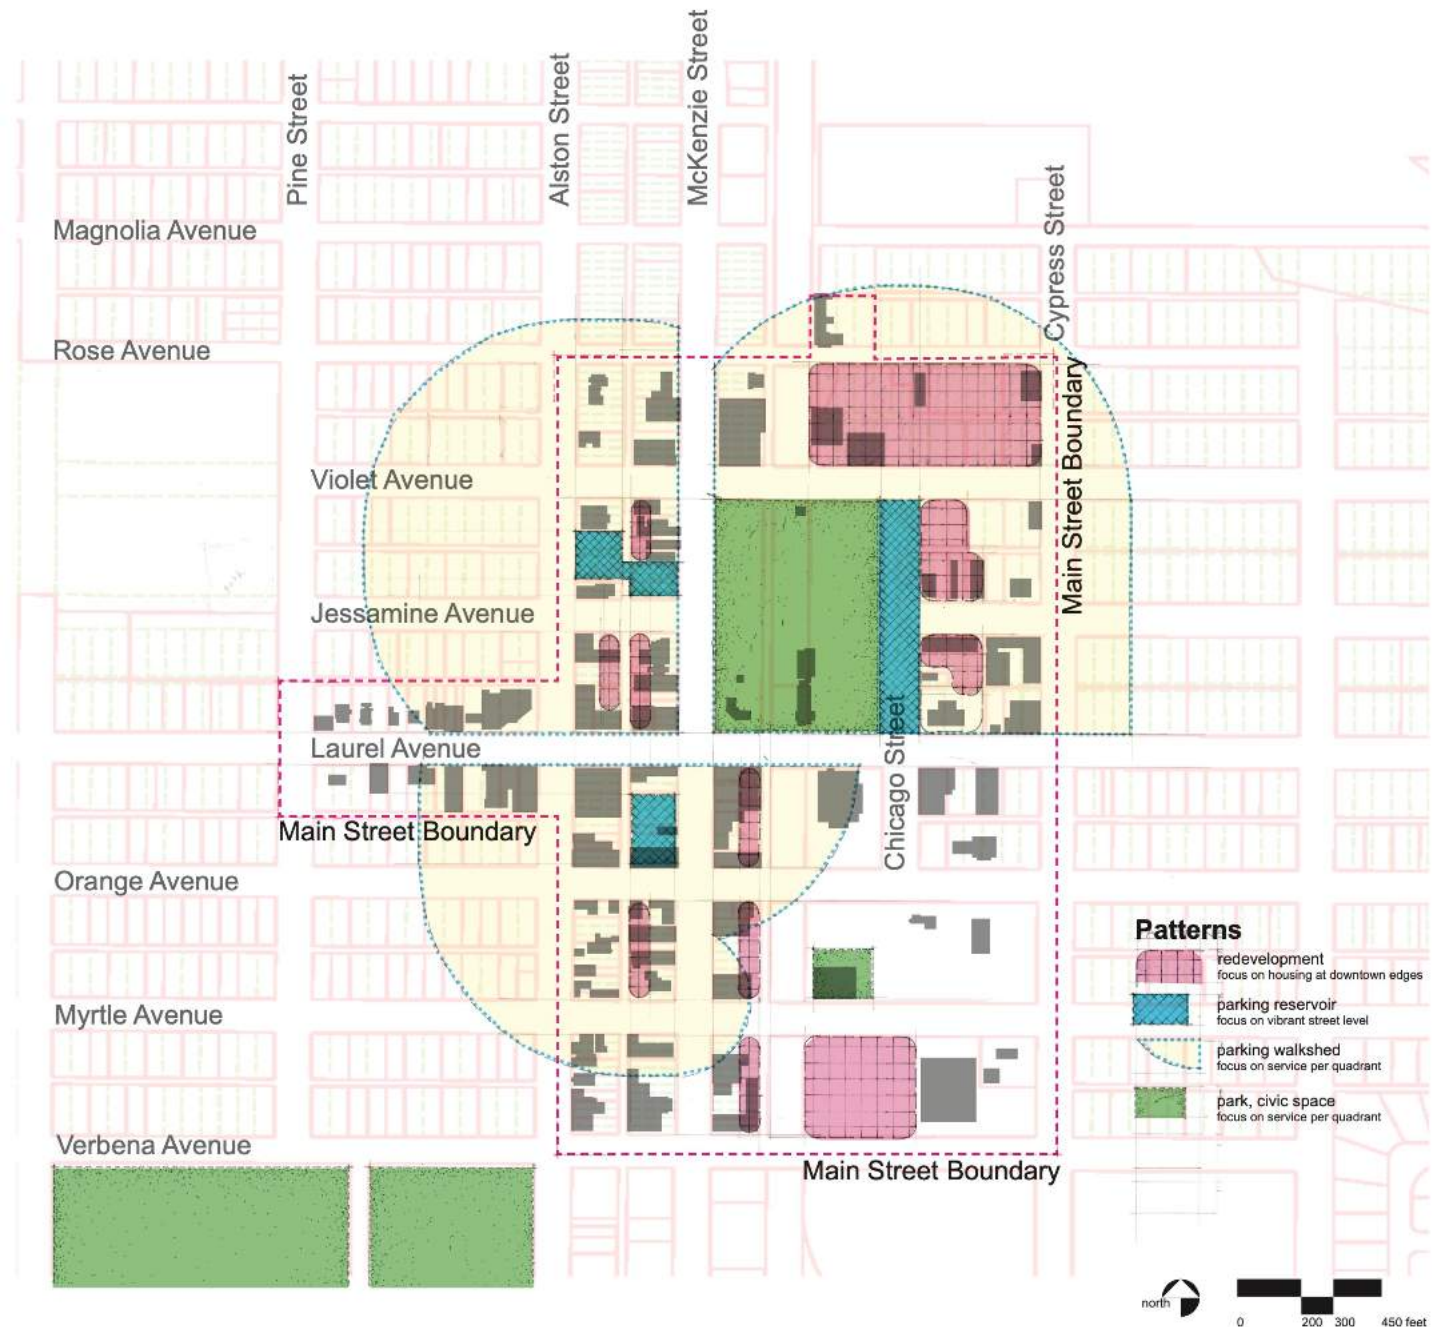 McKenzie Street
Alston Street
Pine Street
Cypress Street
Magnolia Avenue
Rose Avenue
Main Street Boundary
Violet Avenue
Jessamine Avenue
Laurel Avenue
Chicago Street
Main Street Boundary
Orange Avenue
Patterns
redevelopment
focus on housing at downtown edges
parking reservoir
focus on vibrant street level
Myrtle Avenue
parking walkshed
focus on service per quadrant
park, civic space
focus on service per quadrant
Verbena Avenue
Main Street Boundary
north
0 200 300 450 feet